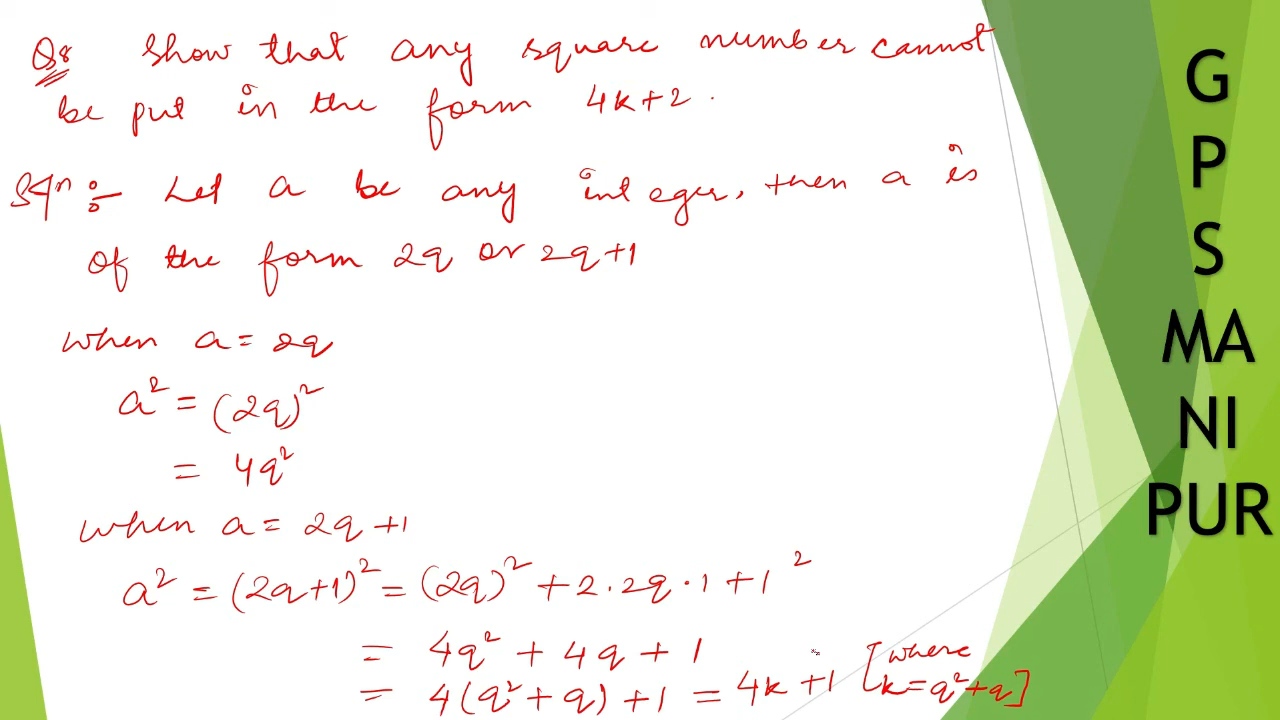 Q8 Show that any square number cannot
be put in the form 4k+2.
Sol^n :- Let a be any integer, then a is
of the form 2q or 2q+1
when a = 2q
a² = (2q)²
= 4q²
when a = 2q+1
a² = (2q+1)² = (2q)² + 2.2q.1 + 1²
= 4q² + 4q + 1
= 4(q²+q)+1 = 4k+1 [where
k=q²+q]
G
P
S
MA
NI
PUR